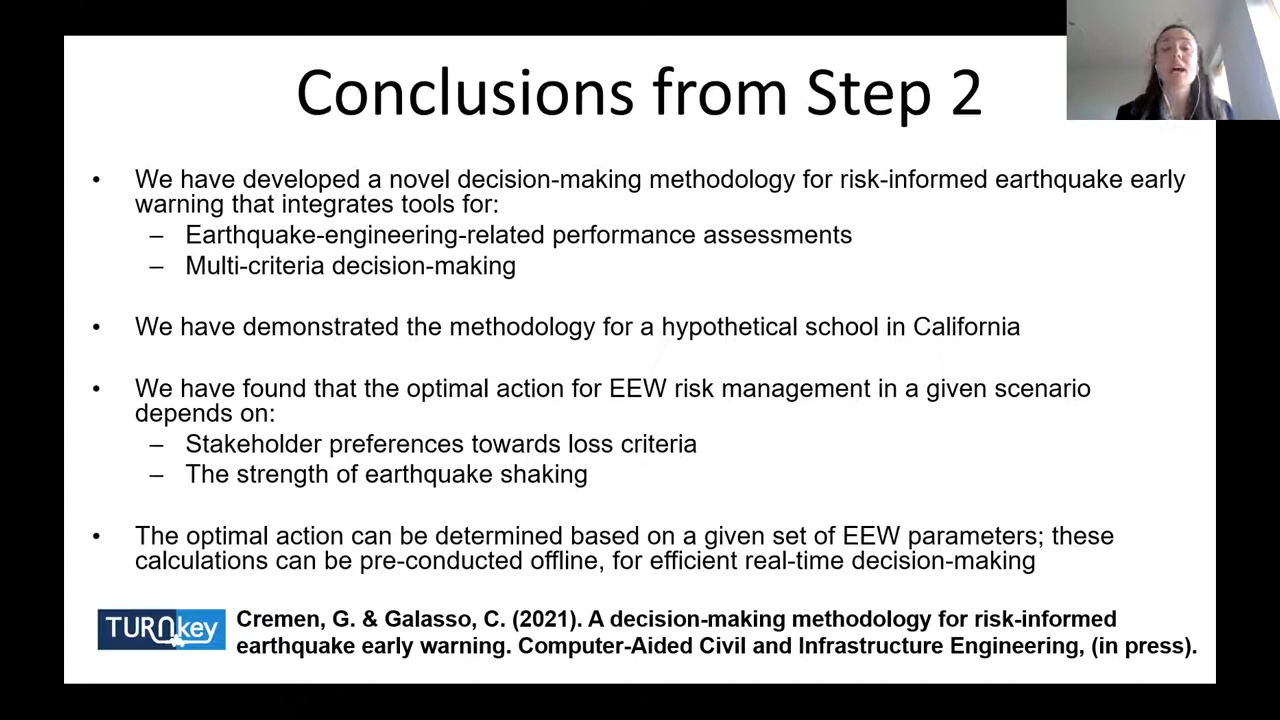 Conclusions from Step 2
• We have developed a novel decision-making methodology for risk-informed earthquake early
warning that integrates tools for:
– Earthquake-engineering-related performance assessments
– Multi-criteria decision-making
• We have demonstrated the methodology for a hypothetical school in California
• We have found that the optimal action for EEW risk management in a given scenario
depends on:
– Stakeholder preferences towards loss criteria
– The strength of earthquake shaking
• The optimal action can be determined based on a given set of EEW parameters; these
calculations can be pre-conducted offline, for efficient real-time decision-making
TURNkey
Cremen, G. & Galasso, C. (2021). A decision-making methodology for risk-informed
earthquake early warning. Computer-Aided Civil and Infrastructure Engineering, (in press).